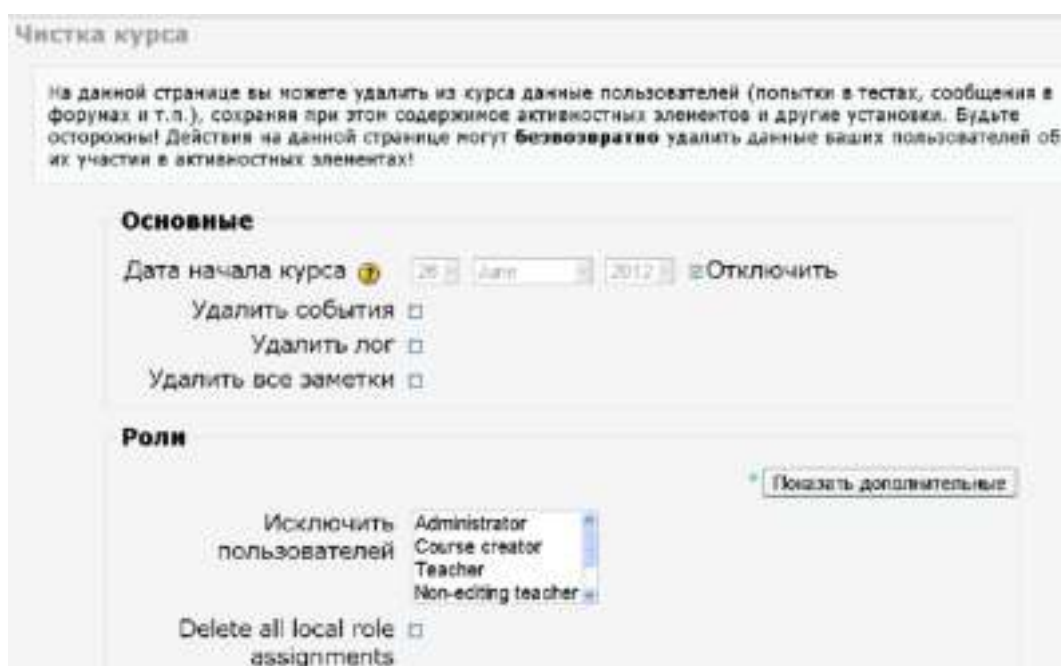 Чистка курса
На данной странице вы можете удалить из курса данные пользователей (попытки в тестах, сообщения в
форумах и т.п.), сохраняя при этом содержимое активностных элементов и другие установки. Будьте
осторожны! Действия на данной странице могут безвозвратно удалить данные ваших пользователей об
их участии в активностных элементах!
Основные
Дата начала курса 26 June 2012 Отключить
Удалить события
Удалить лог
Удалить все заметки
Роли
* Показать дополнительные
Исключить
пользователей
Administrator
Course creator
Teacher
Non-editing teacher
Delete all local role
assignments